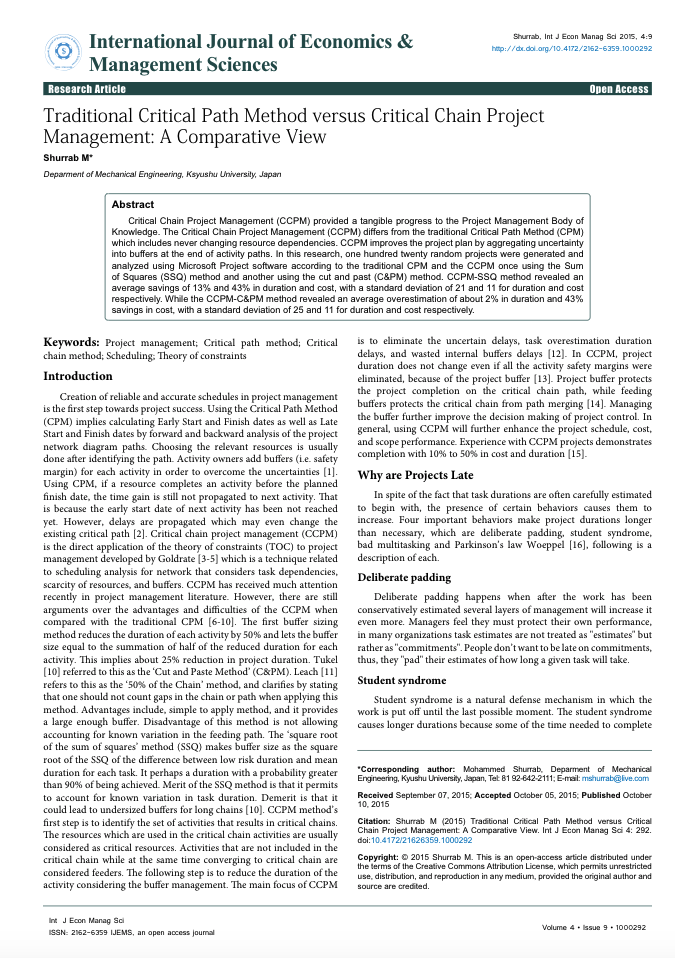 International Journal of Economics &
Management Sciences
Shurrab, Int J Econ Manag Sci 2015, 4:9
http://dx.doi.org/10.4172/2162-6359.1000292
Research Article
Open Access
Traditional Critical Path Method versus Critical Chain Project
Management: A Comparative View
Shurrab M*
Deparment of Mechanical Engineering, Ksyushu University, Japan
Abstract
Critical Chain Project Management (CCPM) provided a tangible progress to the Project Management Body of
Knowledge. The Critical Chain Project Management (CCPM) differs from the traditional Critical Path Method (CPM)
which includes never changing resource dependencies. CCPM improves the project plan by aggregating uncertainty
into buffers at the end of activity paths. In this research, one hundred twenty random projects were generated and
analyzed using Microsoft Project software according to the traditional CPM and the CCPM once using the Sum
of Squares (SSQ) method and another using the cut and past (C&PM) method. CCPM-SSQ method revealed an
average savings of 13% and 43% in duration and cost, with a standard deviation of 21 and 11 for duration and cost
respectively. While the CCPM-C&PM method revealed an average overestimation of about 2% in duration and 43%
savings in cost, with a standard deviation of 25 and 11 for duration and cost respectively.
Keywords: Project management; Critical path method; Critical
chain method; Scheduling; Theory of constraints
Introduction
Creation of reliable and accurate schedules in project management
is the first step towards project success. Using the Critical Path Method
(CPM) implies calculating Early Start and Finish dates as well as Late
Start and Finish dates by forward and backward analysis of the project
network diagram paths. Choosing the relevant resources is usually
done after identifying the path. Activity owners add buffers (i.e. safety
margin) for each activity in order to overcome the uncertainties [1].
Using CPM, if a resource completes an activity before the planned
finish date, the time gain is still not propagated to next activity. That
is because the early start date of next activity has been not reached
yet. However, delays are propagated which may even change the
existing critical path [2]. Critical chain project management (CCPM)
is the direct application of the theory of constraints (TOC) to project
management developed by Goldrate [3-5] which is a technique related
to scheduling analysis for network that considers task dependencies,
scarcity of resources, and buffers. CCPM has received much attention
recently in project management literature. However, there are still
arguments over the advantages and difficulties of the CCPM when
compared with the traditional CPM [6-10]. The first buffer sizing
method reduces the duration of each activity by 50% and lets the buffer
size equal to the summation of half of the reduced duration for each
activity. This implies about 25% reduction in project duration. Tukel
[10] referred to this as the 'Cut and Paste Method' (C&PM). Leach [11]
refers to this as the '50% of the Chain' method, and clarifies by stating
that one should not count gaps in the chain or path when applying this
method. Advantages include, simple to apply method, and it provides
a large enough buffer. Disadvantage of this method is not allowing
accounting for known variation in the feeding path. The 'square root
of the sum of squares' method (SSQ) makes buffer size as the square
root of the SSQ of the difference between low risk duration and mean
duration for each task. It perhaps a duration with a probability greater
than 90% of being achieved. Merit of the SSQ method is that it permits
to account for known variation in task duration. Demerit is that it
could lead to undersized buffers for long chains [10]. CCPM method's
first step is to identify the set of activities that results in critical chains.
The resources which are used in the critical chain activities are usually
considered as critical resources. Activities that are not included in the
critical chain while at the same time converging to critical chain are
considered feeders. The following step is to reduce the duration of the
activity considering the buffer management. The main focus of CCPM
is to eliminate the uncertain delays, task overestimation duration
delays, and wasted internal buffers delays [12]. In CCPM, project
duration does not change even if all the activity safety margins were
eliminated, because of the project buffer [13]. Project buffer protects
the project completion on the critical chain path, while feeding
buffers protects the critical chain from path merging [14]. Managing
the buffer further improve the decision making of project control. In
general, using CCPM will further enhance the project schedule, cost,
and scope performance. Experience with CCPM projects demonstrates
completion with 10% to 50% in cost and duration [15].
Why are Projects Late
In spite of the fact that task durations are often carefully estimated
to begin with, the presence of certain behaviors causes them to
increase. Four important behaviors make project durations longer
than necessary, which are deliberate padding, student syndrome,
bad multitasking and Parkinson's law Woeppel [16], following is a
description of each.
Deliberate padding
Deliberate padding happens when after the work has been
conservatively estimated several layers of management will increase it
even more. Managers feel they must protect their own performance,
in many organizations task estimates are not treated as "estimates" but
rather as "commitments". People don't want to be late on commitments,
thus, they "pad" their estimates of how long a given task will take.
Student syndrome
Student syndrome is a natural defense mechanism in which the
work is put off until the last possible moment. The student syndrome
causes longer durations because some of the time needed to complete
*Corresponding author: Mohammed Shurrab, Deparment of Mechanical
Engineering, Kyushu University, Japan, Tel: 81 92-642-2111; E-mail: mshurrab@live.com
Received September 07, 2015; Accepted October 05, 2015; Published October
10, 2015
Citation: Shurrab M (2015) Traditional Critical Path Method versus Critical
Chain Project Management: A Comparative View. Int J Econ Manag Sci 4: 292.
doi:10.4172/21626359.1000292
Copyright: © 2015 Shurrab M. This is an open-access article distributed under
the terms of the Creative Commons Attribution License, which permits unrestricted
use, distribution, and reproduction in any medium, provided the original author and
source are credited.
Int J Econ Manag Sci
ISSN: 2162-6359 IJEMS, an open access journal
Volume 4 • Issue 9 • 1000292